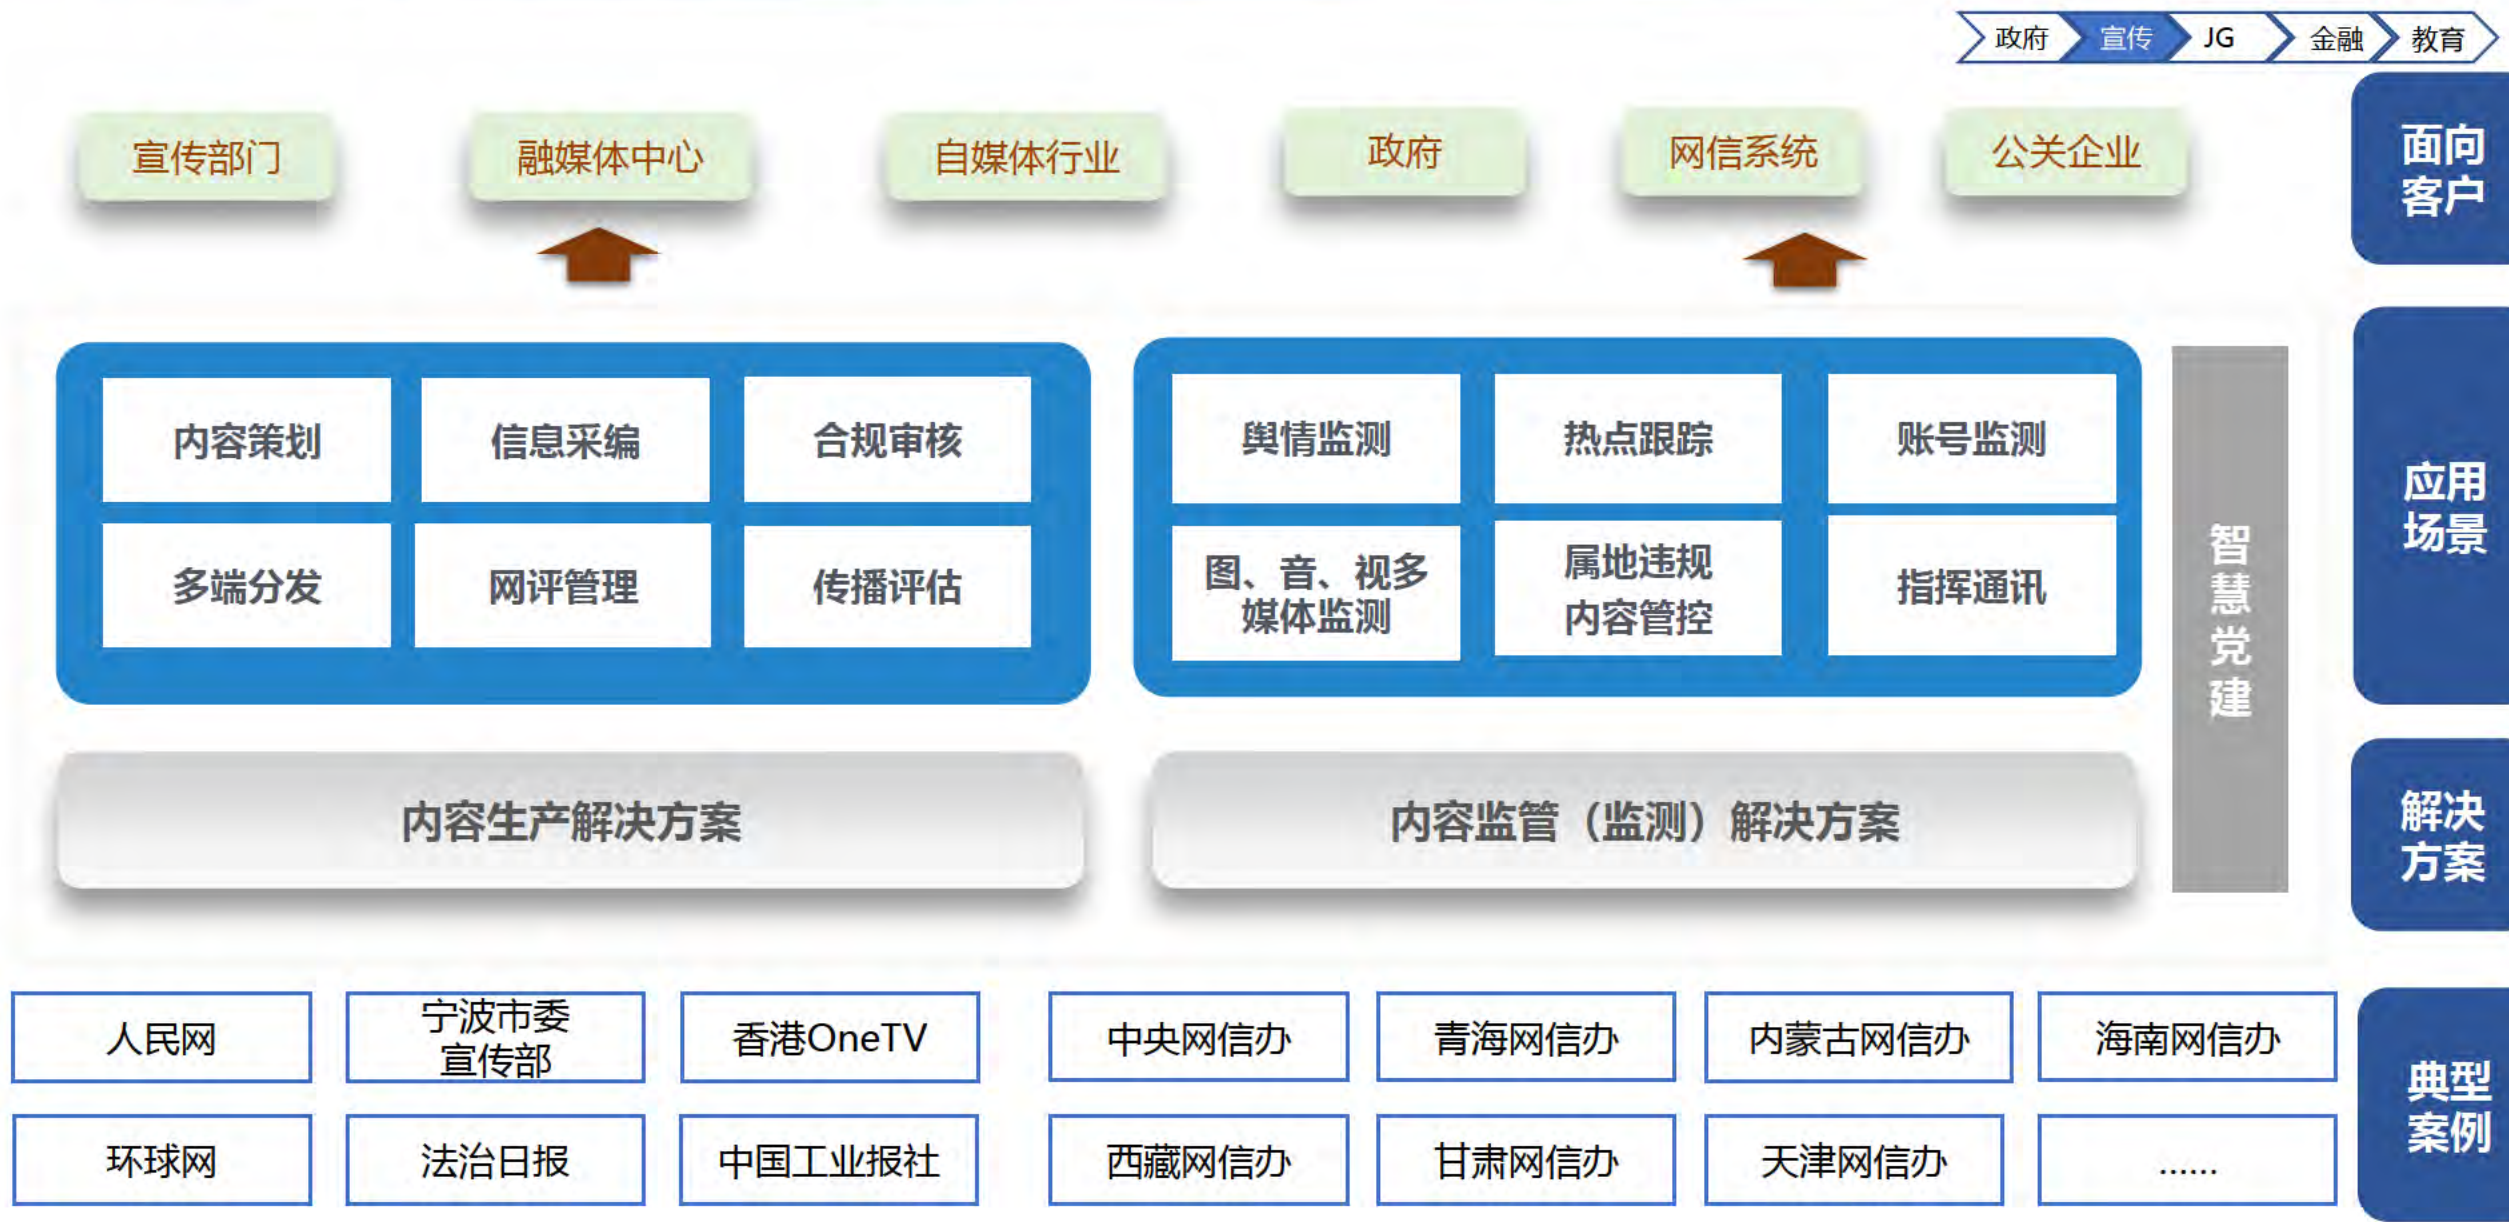 政府 宣传 JG 金融 教育
宣传部门 融媒体中心 自媒体行业 政府 网信系统 公关企业
面向
客户
内容策划 信息采编 合规审核
多端分发 网评管理 传播评估
舆情监测 热点跟踪 账号监测
图、音、视多
媒体监测
属地违规
内容管控
指挥通讯
智慧党建
应用
场景
内容生产解决方案 内容监管（监测）解决方案
解决
方案
人民网
宁波市委
宣传部
香港OneTV 中央网信办 青海网信办 内蒙古网信办 海南网信办
环球网 法治日报 中国工业报社 西藏网信办 甘肃网信办 天津网信办 ......
典型
案例